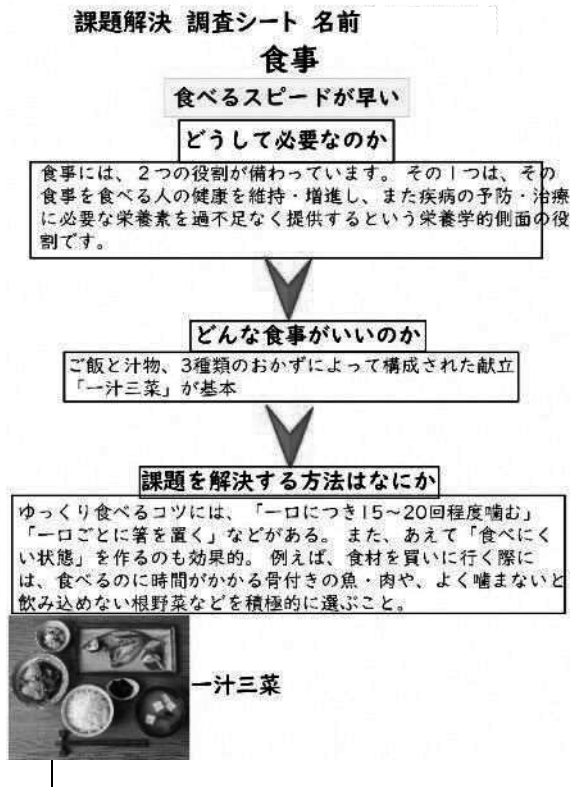 課題解決 調査シート 名前
食事
食べるスピードが早い
どうして必要なのか
食事には、２つの役割が備わっています。 その１つは、その
食事を食べる人の健康を維持・増進し、また疾病の予防・治療
に必要な栄養素を過不足なく提供するという栄養学的側面の役
割です。
どんな食事がいいのか
ご飯と汁物、3種類のおかずによって構成された献立
「一汁三菜」が基本
課題を解決する方法はなにか
ゆっくり食べるコツには、「一口につき15～20回程度噛む」
「一口ごとに箸を置く」などがある。 また、あえて「食べにく
い状態」を作るのも効果的。 例えば、食材を買いに行く際に
は、食べるのに時間がかかる骨付きの魚・肉や、よく噛まないと
飲み込めない根野菜などを積極的に選ぶこと。
一汁三菜